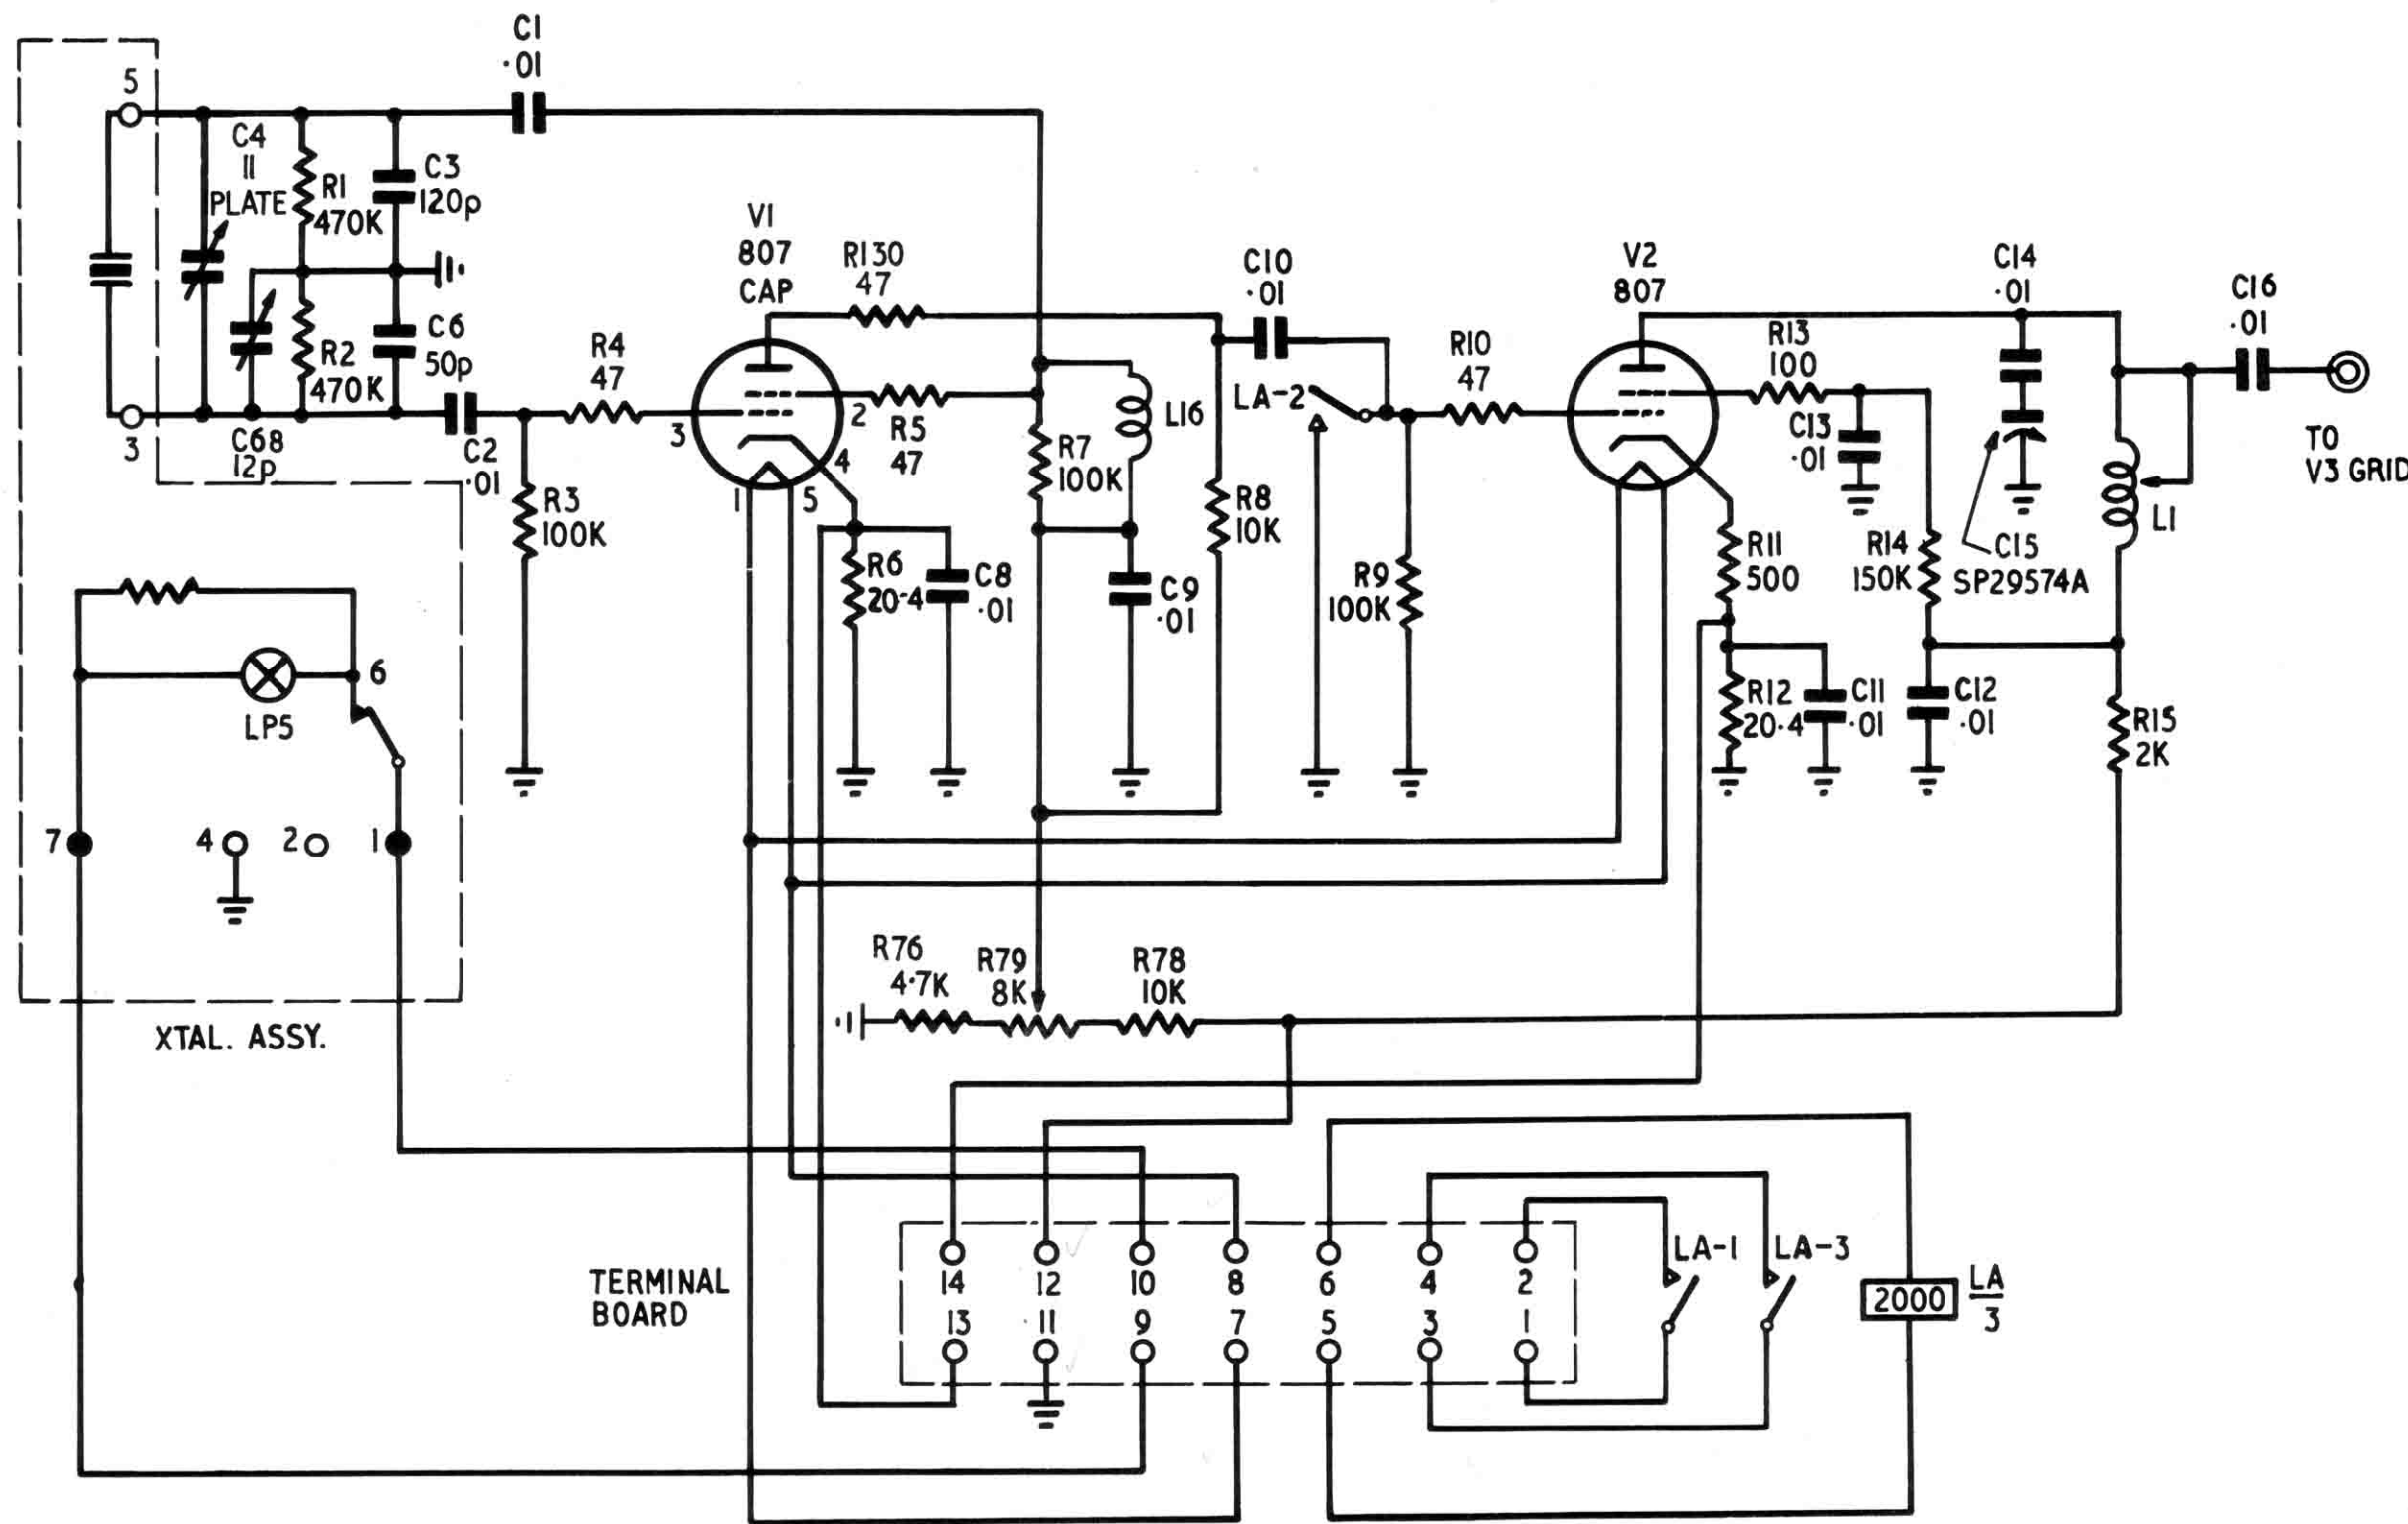 C1
·01
5
C4
11
PLATE
R1
470K
C3
120p
V1
807
CAP
R130
47
C10
·01
V2
807
C14
·01
C16
·01
R2
470K
C6
50p
R4
47
LA-2
R10
47
R13
100
3
C68
12p
C2
·01
3
2
R5
47
4
1
5
R7
100K
L16
C13
·01
TO
V3 GRID
R3
100K
R8
10K
L1
R6
20·4
C8
·01
C9
·01
R9
100K
R11
500
R14
150K
C15
SP29574A
6
LP5
R12
20·4
C11
·01
C12
·01
R15
2K
7
4
2
1
R76
4·7K
R79
8K
R78
10K
XTAL. ASSY.
TERMINAL
BOARD
14 12 10 8 6 4 2
13 11 9 7 5 3 1
LA-1
LA-3
2000
LA
3